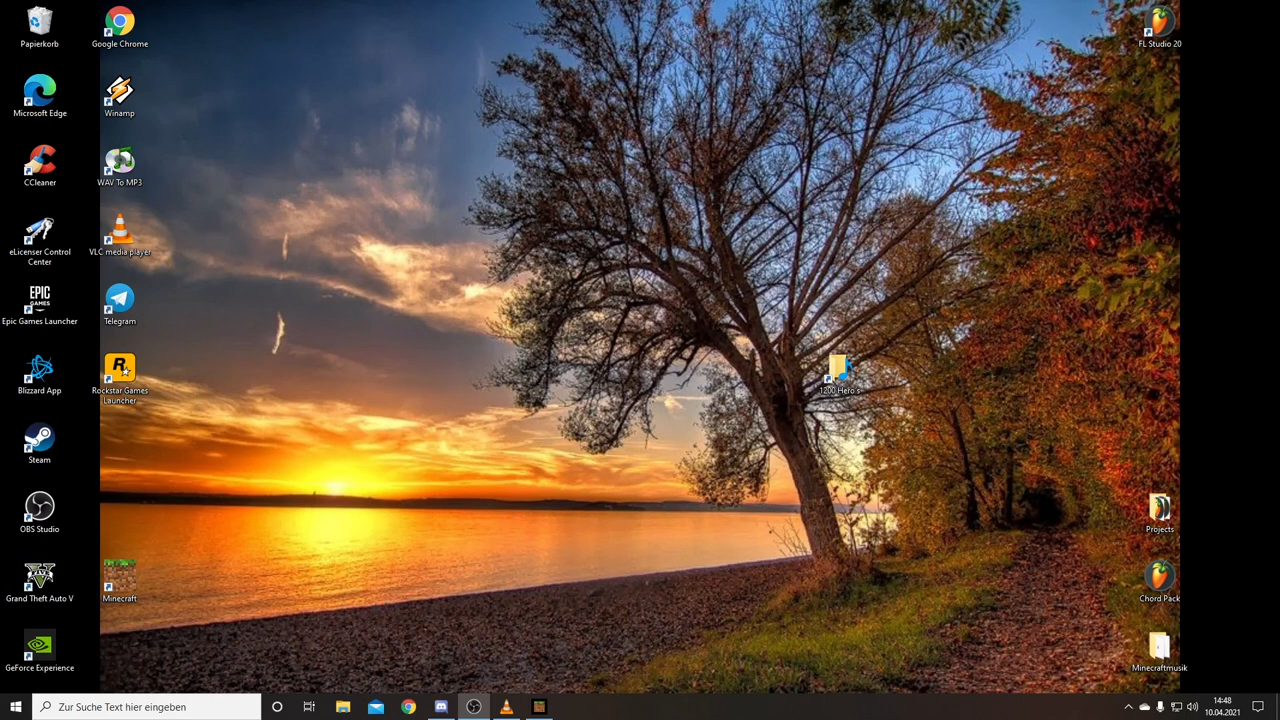 Papierkorb
Google Chrome
FL Studio 20
Microsoft Edge
Winamp
CCleaner
WAV To MP3
eLicenser Control
Center
VLC media player
EPIC
GAMES
Epic Games Launcher
Telegram
Blizzard App
R
Rockstar Games
Launcher
1200 Hero's
Steam
OBS Studio
Projects
Grand Theft Auto V
Minecraft
Chord Pack
GeForce Experience
Minecraftmusik
Zur Suche Text hier eingeben
14:48
10.04.2021